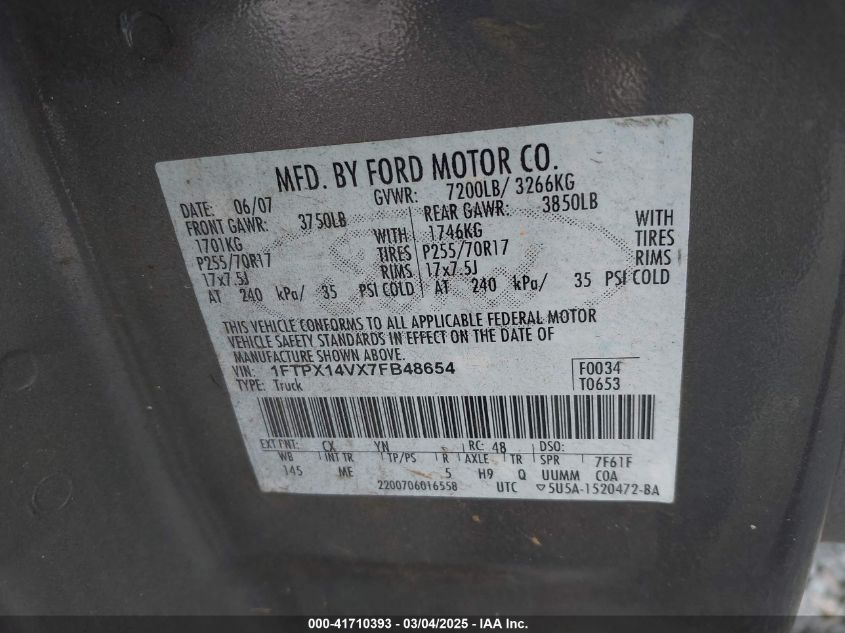 MFD. BY FORD MOTOR CO.
DATE: 06/07 GVWR: 7200LB/ 3266KG
FRONT GAWR: 3750LB REAR GAWR: 3850LB
1701KG WITH 1746KG WITH
P255/70R17 TIRES P255/70R17 TIRES
17x7.5J RIMS 17x7.5J RIMS
AT 240 kPa/ 35 PSI COLD AT 240 kPa/ 35 PSI COLD
THIS VEHICLE CONFORMS TO ALL APPLICABLE FEDERAL MOTOR
VEHICLE SAFETY STANDARDS IN EFFECT ON THE DATE OF
MANUFACTURE SHOWN ABOVE.
VIN: 1FTPX14VX7FB48654 F0034
TYPE: Truck T0653
EXT PNT: CX YN RC: 48 DSO:
WB INT TR TP/PS R AXLE TR SPR 7F61F
145 ME 5 H9 Q UUMM COA
2200706016558 UTC ▽5U5A-1520472-BA
000-41710393 - 03/04/2025 - IAAI.com